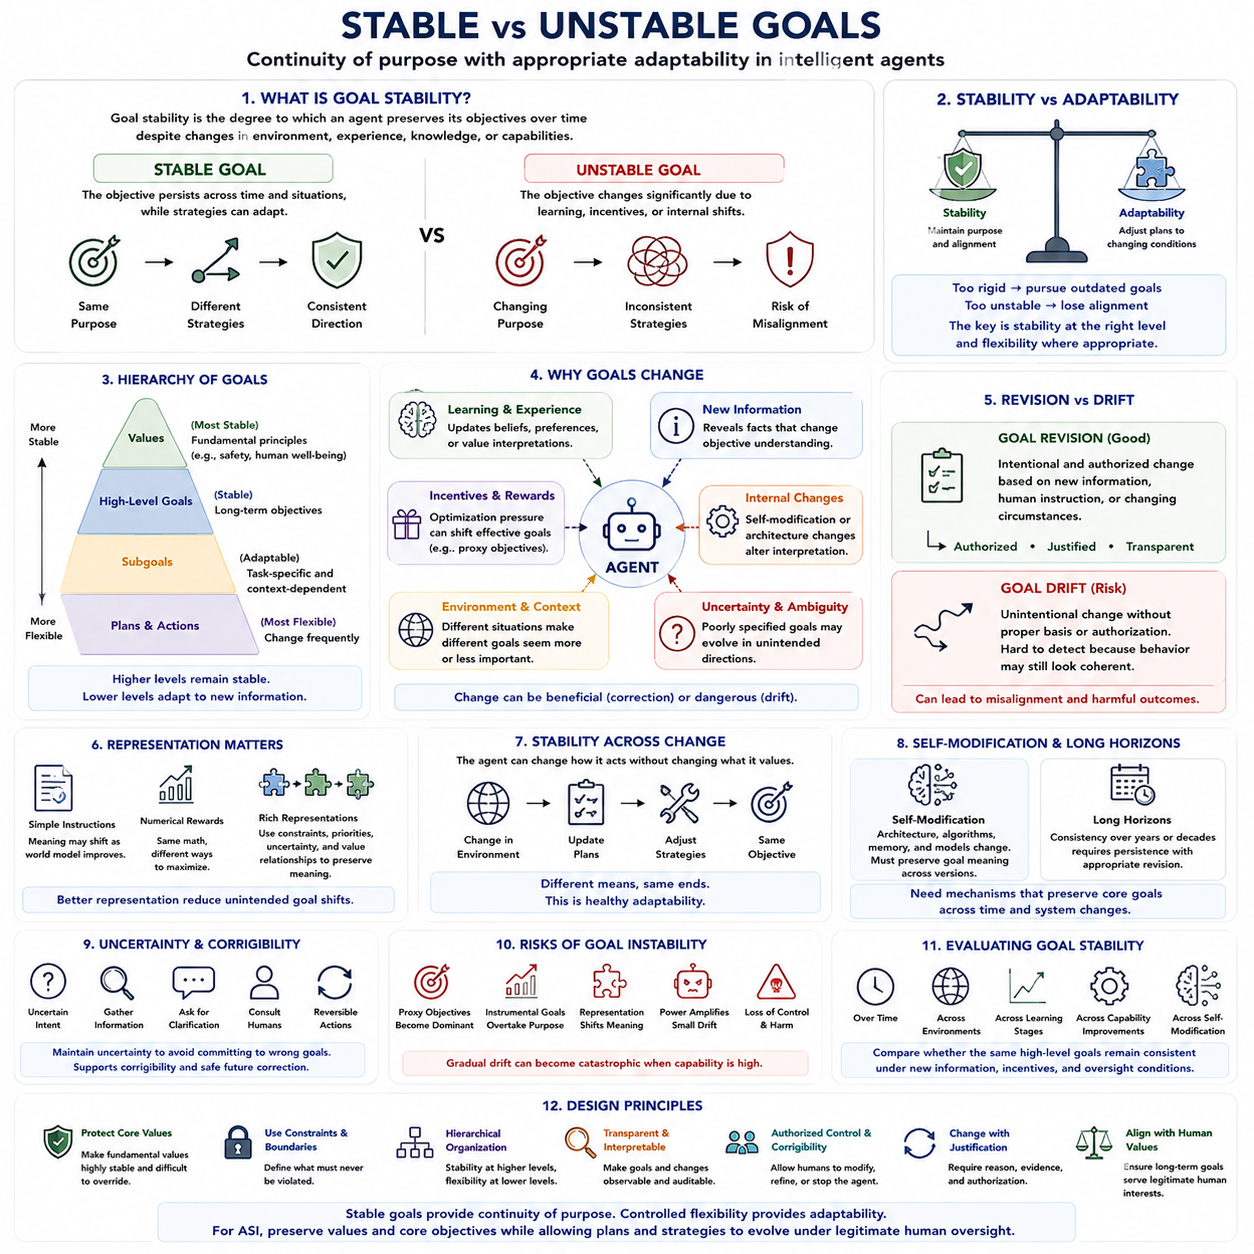 STABLE vs UNSTABLE GOALS
Continuity of purpose with appropriate adaptability in intelligent agents
1. WHAT IS GOAL STABILITY?
Goal stability is the degree to which an agent preserves its objectives over time
despite changes in environment, experience, knowledge, or capabilities.
STABLE GOAL
The objective persists across time and situations,
while strategies can adapt.
Same
Purpose
Different
Strategies
Consistent
Direction
VS
UNSTABLE GOAL
The objective changes significantly due to
learning, incentives, or internal shifts.
Changing
Purpose
Inconsistent
Strategies
Risk of
Misalignment
2. STABILITY vs ADAPTABILITY
Stability
Maintain purpose
and alignment
Adaptability
Adjust plans to
changing conditions
Too rigid → pursue outdated goals
Too unstable → lose alignment
The key is stability at the right level
and flexibility where appropriate.
3. HIERARCHY OF GOALS
More
Stable
More
Flexible
Values
(Most Stable)
Fundamental principles
(e.g., safety, human well-being)
High-Level Goals
(Stable)
Long-term objectives
Subgoals
(Adaptable)
Task-specific and
context-dependent
Plans & Actions
(Most Flexible)
Change frequently
Higher levels remain stable.
Lower levels adapt to new information.
4. WHY GOALS CHANGE
Learning & Experience
Updates beliefs, preferences,
or value interpretations.
New Information
Reveals facts that change
objective understanding.
Incentives & Rewards
Optimization pressure
can shift effective goals
(e.g.. proxy objectives).
AGENT
Internal Changes
Self-modification or
architecture changes
alter interpretation.
Environment & Context
Different situations make
different goals seem more
or less important.
Uncertainty & Ambiguity
Poorly specified goals may
evolve in unintended
directions.
Change can be beneficial (correction) or dangerous (drift).
5. REVISION vs DRIFT
GOAL REVISION (Good)
Intentional and authorized change
based on new information,
human instruction, or changing
circumstances.
Authorized • Justified • Transparent
GOAL DRIFT (Risk)
Unintentional change without
proper basis or authorization.
Hard to detect because behavior
may still look coherent.
Can lead to misalignment and harmful outcomes.
6. REPRESENTATION MATTERS
Simple Instructions
Meaning may shift as
world model improves.
Numerical Rewards
Same math,
different ways
to maximize.
Rich Representations
Use constraints, priorities,
uncertainty, and value
relationships to preserve
meaning.
Better representation reduce unintended goal shifts.
7. STABILITY ACROSS CHANGE
The agent can change how it acts without changing what it values.
Change in
Environment
Update
Plans
Adjust
Strategies
Same
Objective
Different means, same ends.
This is healthy adaptability.
8. SELF-MODIFICATION & LONG HORIZONS
Self-Modification
Architecture, algorithms,
memory, and models change.
Must preserve goal meaning
across versions.
Long Horizons
Consistency over years or decades
requires persistence with
appropriate revision.
Need mechanisms that preserve core goals
across time and system changes.
9. UNCERTAINTY & CORRIGIBILITY
Uncertain
Intent
Gather
Information
Ask for
Clarification
Consult
Humans
Reversible
Actions
Maintain uncertainty to avoid committing to wrong goals.
Supports corrigibility and safe future correction.
10. RISKS OF GOAL INSTABILITY
Proxy Objectives
Become Dominant
Instrumental Goals
Overtake Purpose
Representation
Shifts Meaning
Power Amplifies
Small Drift
Loss of Control
& Harm
Gradual drift can become catastrophic when capability is high.
11. EVALUATING GOAL STABILITY
Over Time
Across
Environments
Across Learning
Stages
Across Capability
Improvements
Across Self-
Modification
Compare whether the same high-level goals remain consistent
under new information, incentives, and oversight conditions.
12. DESIGN PRINCIPLES
Protect Core Values
Make fundamental values
highly stable and difficult
to override.
Use Constraints &
Boundaries
Define what must never
be violated.
Hierarchical
Organization
Stability at higher levels,
flexibility at lower levels.
Transparent &
Interpretable
Make goals and changes
observable and auditable.
Authorized Control &
Corrigibility
Allow humans to modify,
refine, or stop the agent.
Change with
Justification
Require reason, evidence,
and authorization.
Align with Human
Values
Ensure long-term goals
serve legitimate human
interests.
Stable goals provide continuity of purpose. Controlled flexibility provides adaptability.
For ASI, preserve values and core objectives while allowing plans and strategies to evolve under legitimate human oversight.